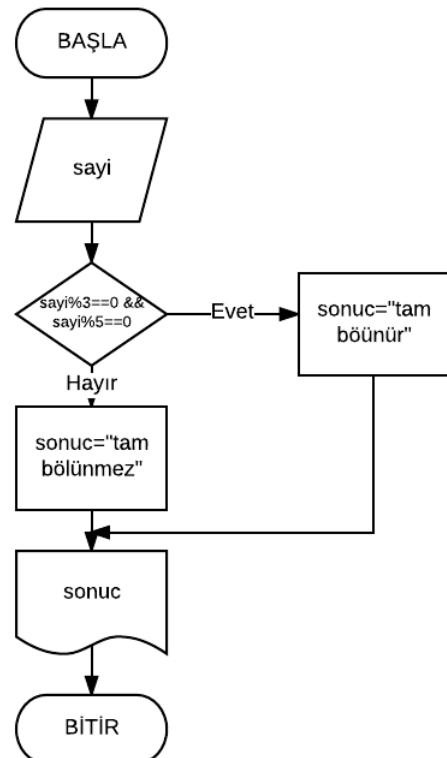 BAŞLA
sayi
sayi%3==0 &&
sayi%5==0
Evet
sonuc="tam
böünür"
Hayır
sonuc="tam
bölünmez"
sonuc
BİTİR